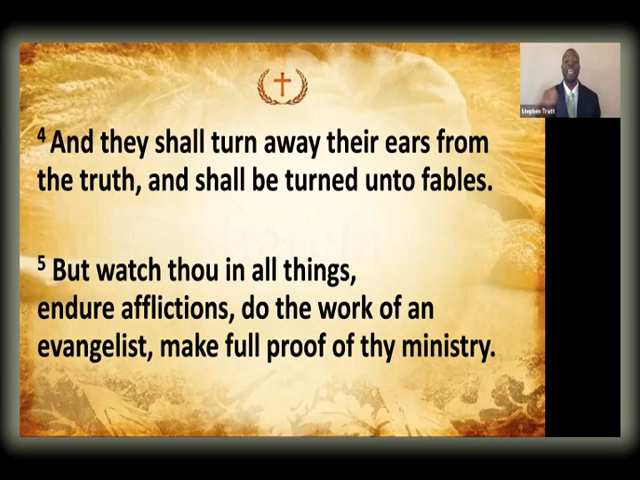 4 And they shall turn away their ears from
the truth, and shall be turned unto fables.
5 But watch thou in all things,
endure afflictions, do the work of an
evangelist, make full proof of thy ministry.
Stephen Tratt